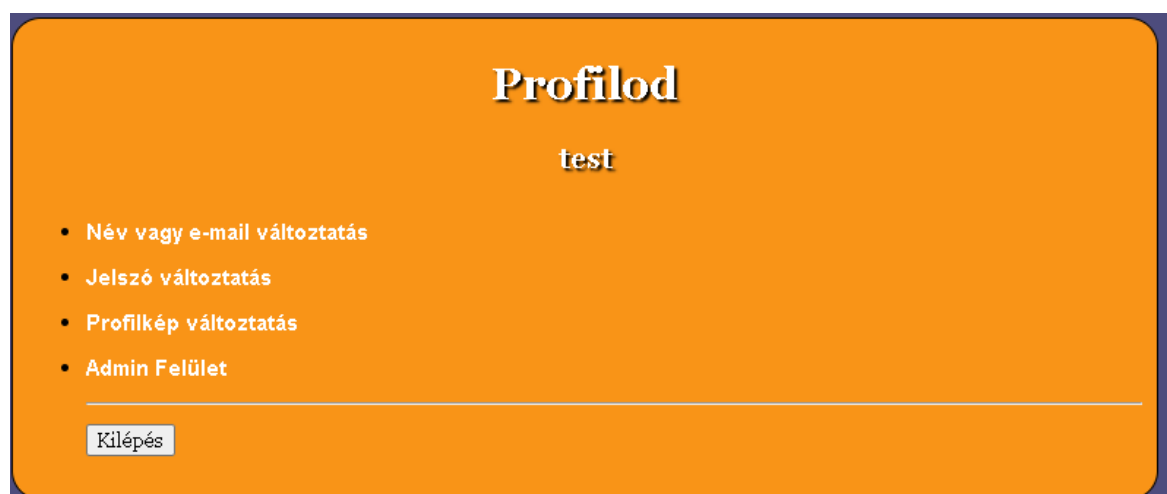 Profilod
test
Név vagy e-mail változtatás
Jelszó változtatás
Profilkép változtatás
Admin Felület
Kilépés